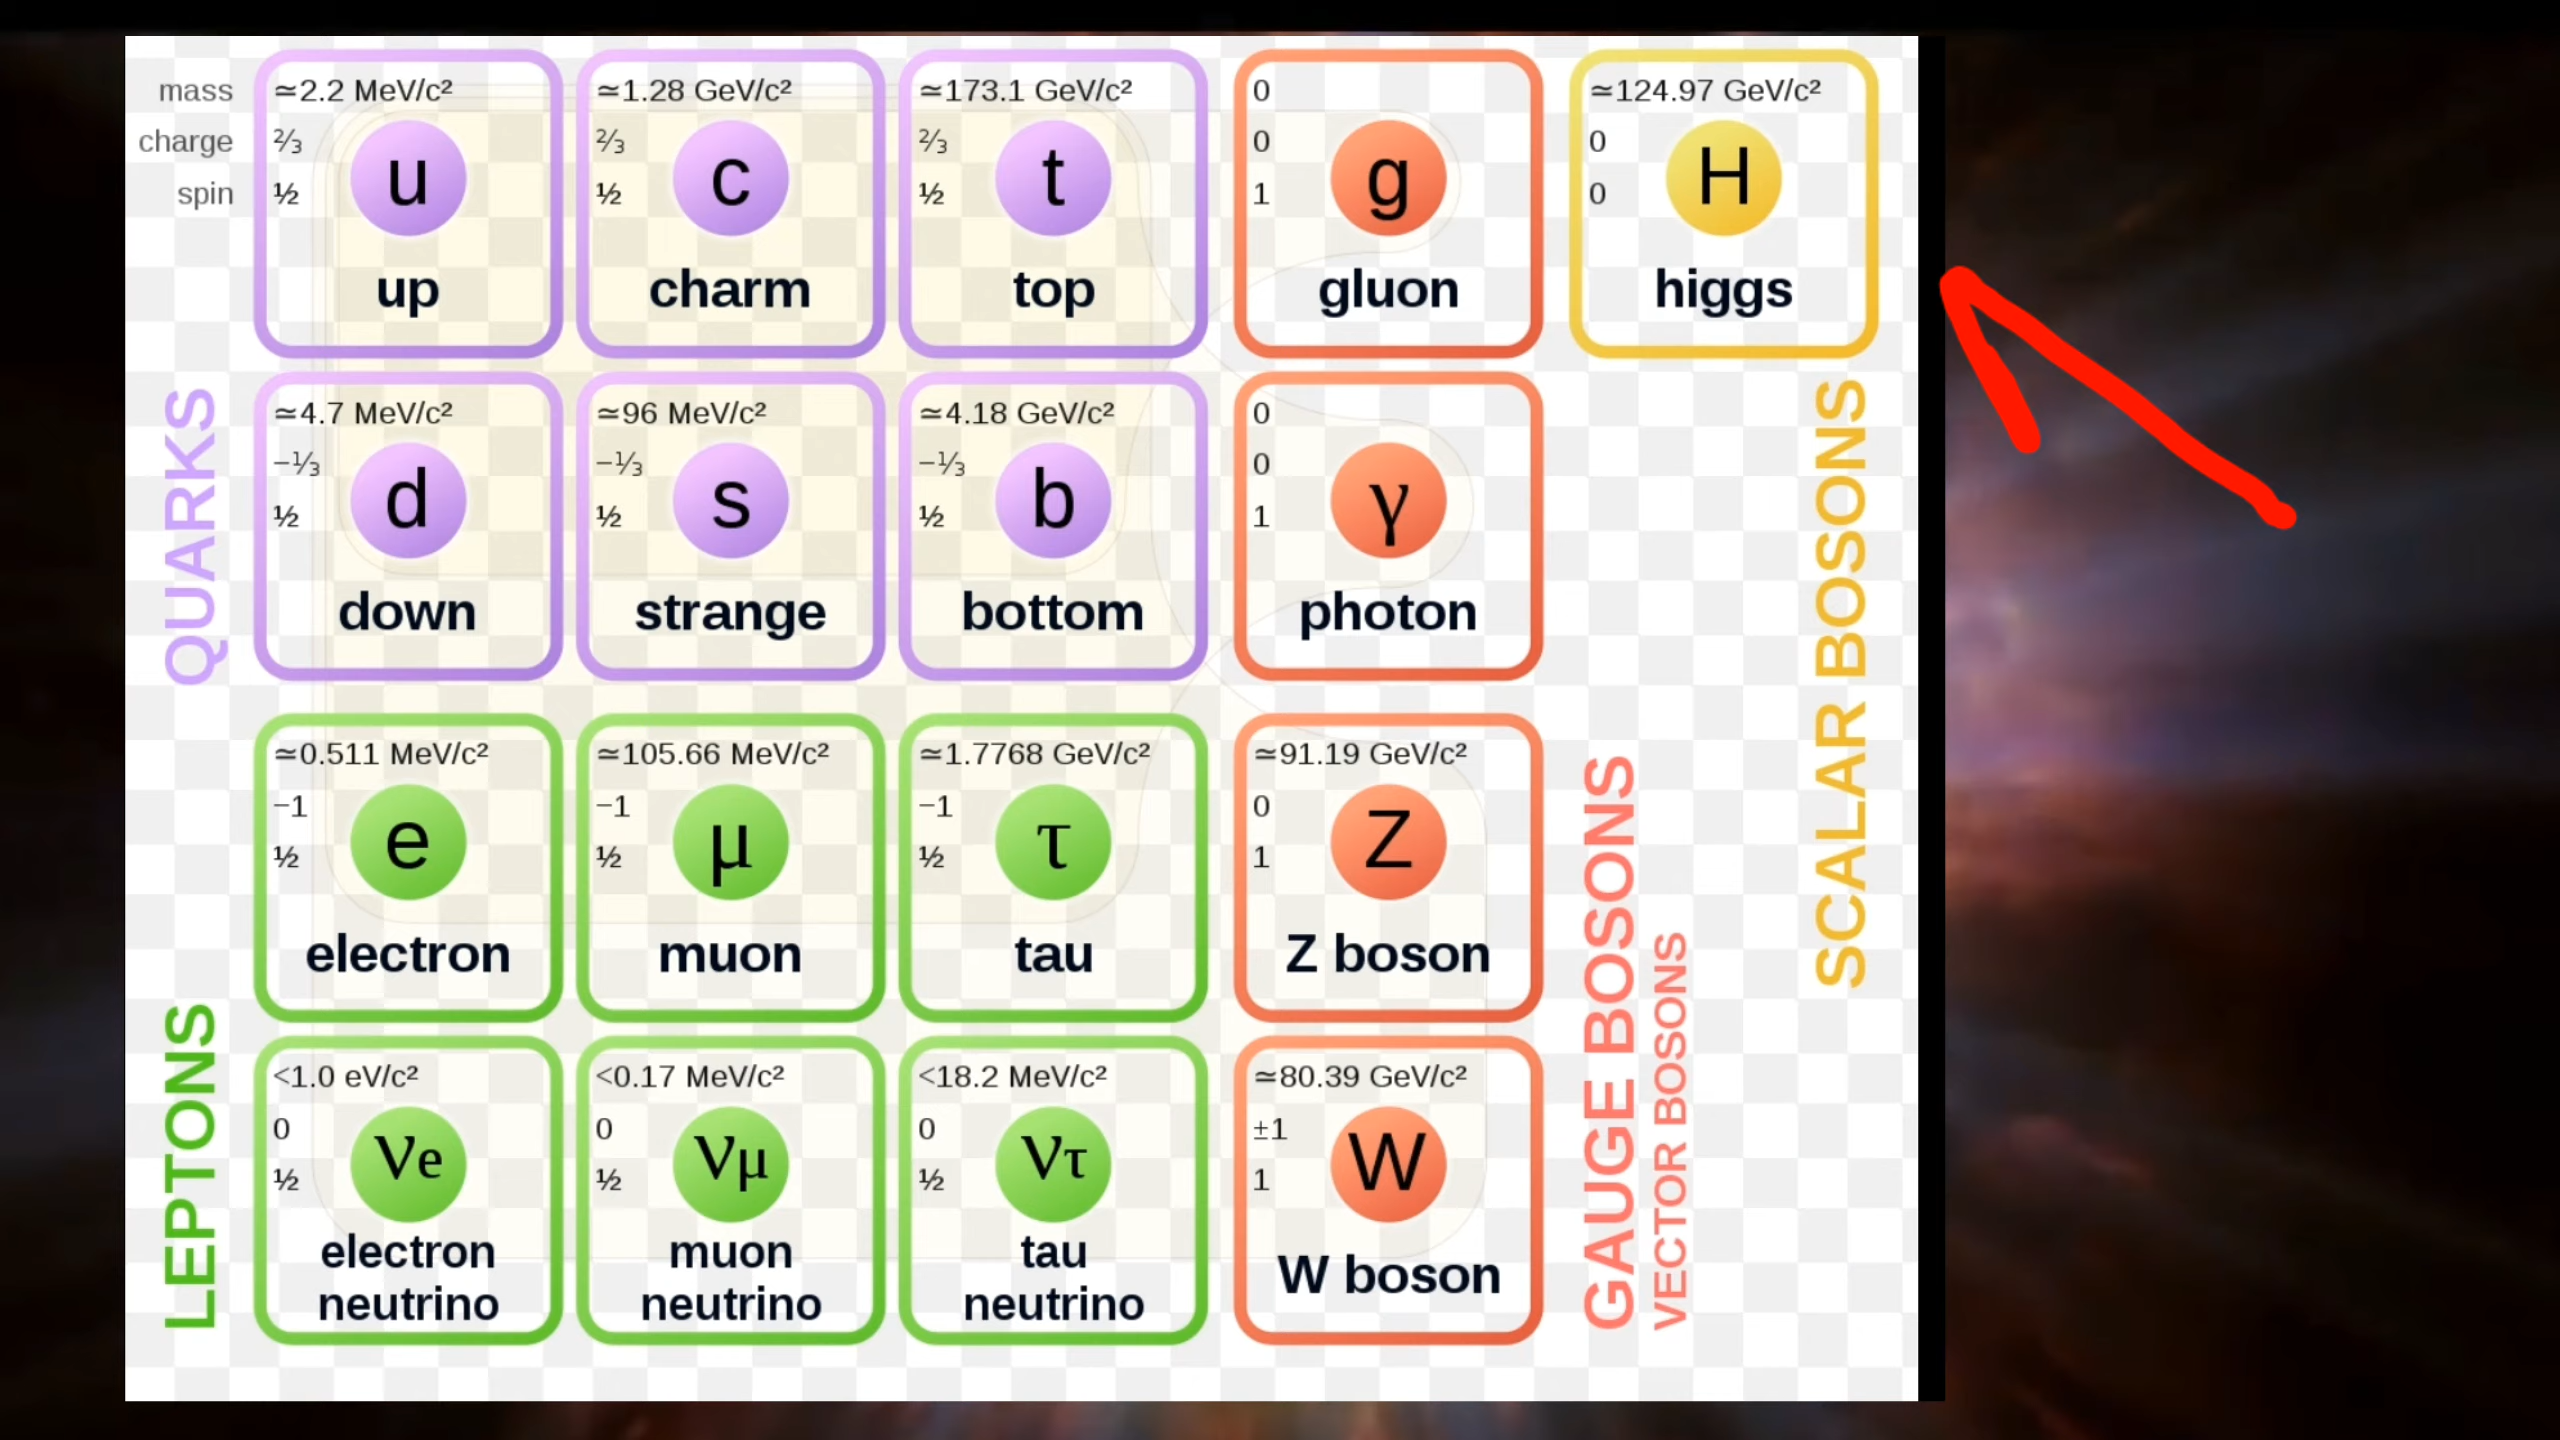 mass
charge
spin
≃2.2 MeV/c²
⅔
½
u
up
≃1.28 GeV/c²
⅔
½
c
charm
≃173.1 GeV/c²
⅔
½
t
top
0
0
1
g
gluon
≃124.97 GeV/c²
0
0
H
higgs
QUARKS
≃4.7 MeV/c²
−⅓
½
d
down
≃96 MeV/c²
−⅓
½
s
strange
≃4.18 GeV/c²
−⅓
½
b
bottom
0
0
1
γ
photon
SCALAR BOSONS
LEPTONS
≃0.511 MeV/c²
−1
½
e
electron
≃105.66 MeV/c²
−1
½
μ
muon
≃1.7768 GeV/c²
−1
½
τ
tau
≃91.19 GeV/c²
0
1
Z
Z boson
<1.0 eV/c²
0
½
νe
electron
neutrino
<0.17 MeV/c²
0
½
νμ
muon
neutrino
<18.2 MeV/c²
0
½
ντ
tau
neutrino
≃80.39 GeV/c²
±1
1
W
W boson
GAUGE BOSONS
VECTOR BOSONS